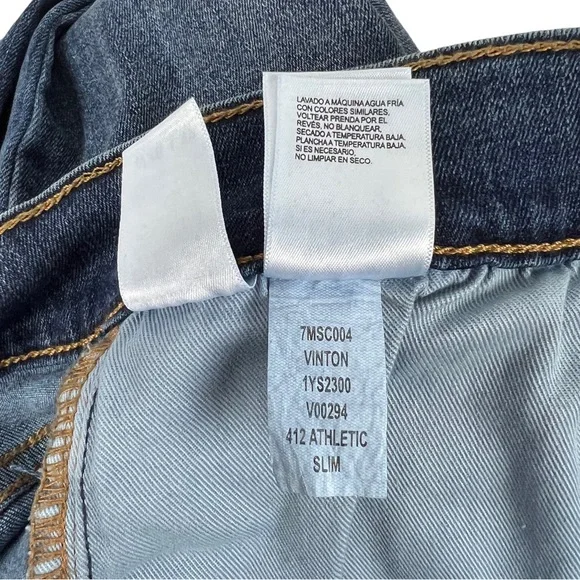 LAVADO A MÁQUINA AGUA FRÍA
CON COLORES SIMILARES,
VOLTEAR PRENDA POR EL
REVÉS, NO BLANQUEAR,
SECADO A TEMPERATURA BAJA,
PLANCHA A TEMPERATURA BAJA,
SI ES NECESARIO,
NO LIMPIAR EN SECO.
7MSC004
VINTON
1YS2300
V00294
412 ATHLETIC
SLIM